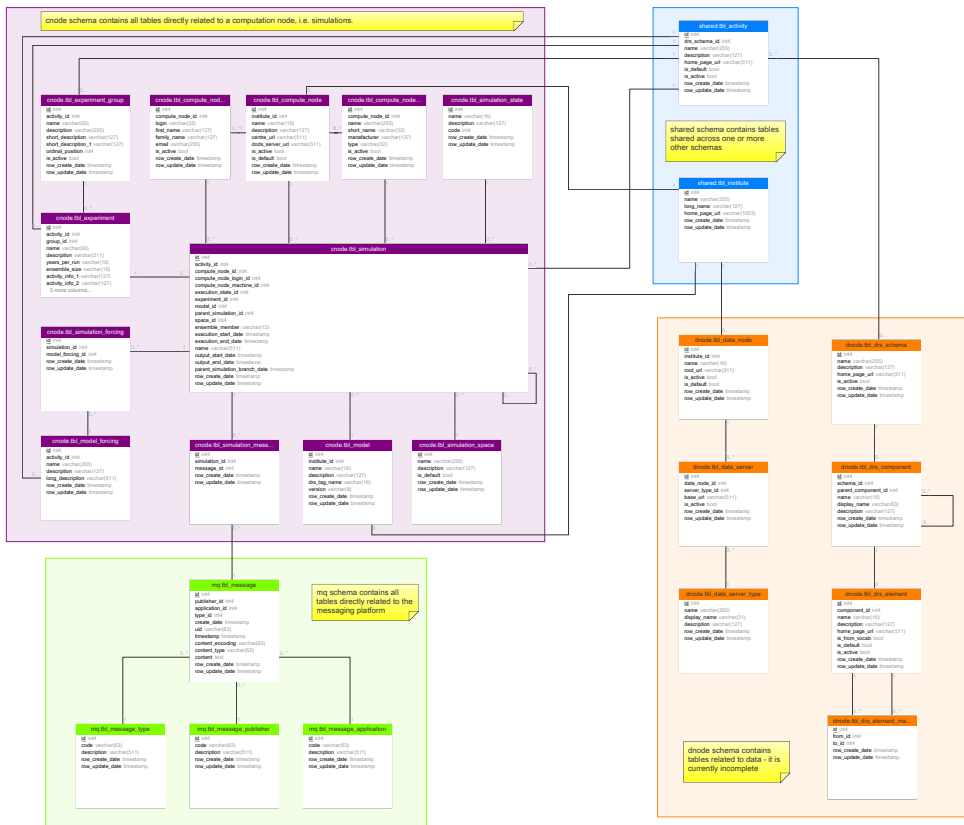 cnode schema contains all tables directly related to a computation node, i.e. simulations.
cnode.tbl_experiment_group
id int4
activity_id int4
name varchar(63)
description varchar(255)
short_description varchar(127)
short_description_1 varchar(127)
ordinal_position int4
is_active bool
row_create_date timestamp
row_update_date timestamp
cnode.tbl_compute_nod...
id int4
compute_node_id int4
login varchar(32)
first_name varchar(127)
family_name varchar(127)
email varchar(255)
is_active bool
row_create_date timestamp
row_update_date timestamp
cnode.tbl_compute_node
id int4
institute_id int4
name varchar(16)
description varchar(127)
centre_url varchar(511)
dods_server_url varchar(511)
is_active bool
is_default bool
row_create_date timestamp
row_update_date timestamp
cnode.tbl_compute_node...
id int4
compute_node_id int4
name varchar(255)
short_name varchar(32)
manufacturer varchar(127)
type varchar(32)
is_active bool
row_create_date timestamp
row_update_date timestamp
cnode.tbl_simulation_state
id int4
name varchar(16)
description varchar(127)
code int4
row_create_date timestamp
row_update_date timestamp
cnode.tbl_experiment
id int4
activity_id int4
group_id int4
name varchar(63)
description varchar(511)
years_per_run varchar(16)
ensemble_size varchar(16)
activity_info_1 varchar(127)
activity_info_2 varchar(127)
5 more columns...
cnode.tbl_simulation
id int4
activity_id int4
compute_node_id int4
compute_node_login_id int4
compute_node_machine_id int4
execution_state_id int4
experiment_id int4
model_id int4
parent_simulation_id int4
space_id int4
ensemble_member varchar(15)
execution_start_date timestamp
execution_end_date timestamp
name varchar(511)
output_start_date timestamp
output_end_date timestamp
parent_simulation_branch_date timestamp
row_create_date timestamp
row_update_date timestamp
cnode.tbl_simulation_forcing
id int4
simulation_id int4
model_forcing_id int4
row_create_date timestamp
row_update_date timestamp
cnode.tbl_model_forcing
id int4
activity_id int4
name varchar(255)
description varchar(127)
long_description varchar(511)
row_create_date timestamp
row_update_date timestamp
cnode.tbl_simulation_mess...
id int4
simulation_id int4
message_id int4
row_create_date timestamp
row_update_date timestamp
cnode.tbl_model
id int4
institute_id int4
name varchar(16)
description varchar(127)
drs_tag_name varchar(16)
version varchar(9)
row_create_date timestamp
row_update_date timestamp
cnode.tbl_simulation_space
id int4
name varchar(255)
description varchar(127)
is_default bool
row_create_date timestamp
row_update_date timestamp
shared.tbl_activity
id int4
drs_schema_id int4
name varchar(255)
description varchar(127)
home_page_url varchar(511)
is_default bool
is_active bool
row_create_date timestamp
row_update_date timestamp
shared schema contains tables
shared across one or more
other schemas
shared.tbl_institute
id int4
name varchar(255)
long_name varchar(127)
home_page_url varchar(1023)
row_create_date timestamp
row_update_date timestamp
dnode.tbl_data_node
id int4
institute_id int4
name varchar(16)
root_url varchar(511)
is_active bool
is_default bool
row_create_date timestamp
row_update_date timestamp
dnode.tbl_drs_schema
id int4
name varchar(255)
description varchar(127)
home_page_url varchar(511)
is_active bool
row_create_date timestamp
row_update_date timestamp
dnode.tbl_data_server
id int4
data_node_id int4
server_type_id int4
base_url varchar(511)
is_active bool
row_create_date timestamp
row_update_date timestamp
dnode.tbl_drs_component
id int4
schema_id int4
parent_component_id int4
name varchar(16)
display_name varchar(63)
description varchar(127)
row_create_date timestamp
row_update_date timestamp
dnode.tbl_data_server_type
id int4
name varchar(255)
display_name varchar(31)
description varchar(127)
row_create_date timestamp
row_update_date timestamp
dnode.tbl_drs_element
id int4
component_id int4
name varchar(16)
description varchar(127)
home_page_url varchar(511)
is_from_vocab bool
is_default bool
is_active bool
row_create_date timestamp
row_update_date timestamp
dnode.tbl_drs_element_ma...
id int4
from_id int4
to_id int4
row_create_date timestamp
row_update_date timestamp
dnode schema contains
tables related to data - it is
currently incomplete
mq.tbl_message
id int4
publisher_id int4
application_id int4
type_id int4
create_date timestamp
uid varchar(63)
timestamp timestamp
content_encoding varchar(63)
content_type varchar(63)
content text
row_create_date timestamp
row_update_date timestamp
mq schema contains all
tables directly related to the
messaging platform
mq.tbl_message_type
id int4
code varchar(63)
description varchar(511)
row_create_date timestamp
row_update_date timestamp
mq.tbl_message_publisher
id int4
code varchar(63)
description varchar(511)
row_create_date timestamp
row_update_date timestamp
mq.tbl_message_application
id int4
code varchar(63)
description varchar(511)
row_create_date timestamp
row_update_date timestamp